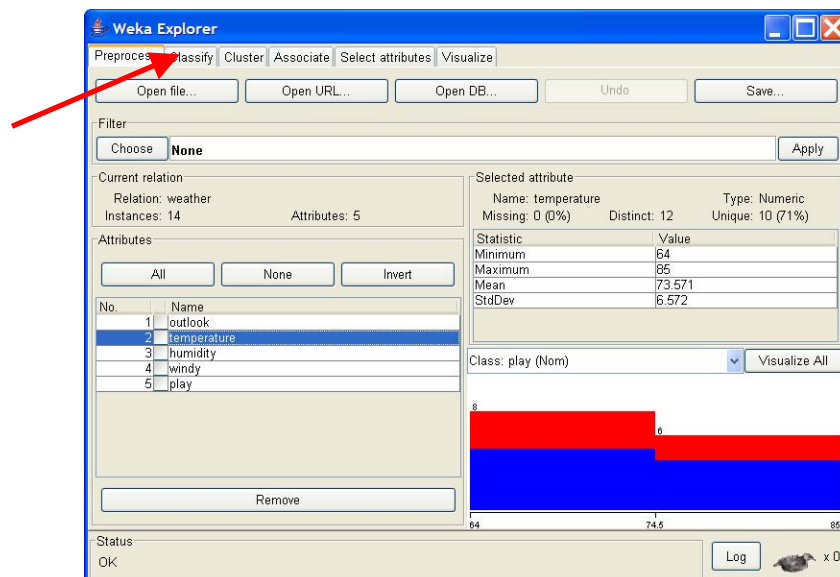 Weka Explorer
Preprocess Classify Cluster Associate Select attributes Visualize
Open file... Open URL... Open DB... Undo Save...
Filter
Choose None Apply
Current relation
Relation: weather
Instances: 14 Attributes: 5
Attributes
All None Invert
No. Name
1 outlook
2 temperature
3 humidity
4 windy
5 play
Remove
Selected attribute
Name: temperature Type: Numeric
Missing: 0 (0%) Distinct: 12 Unique: 10 (71%)
Statistic Value
Minimum 64
Maximum 85
Mean 73.571
StdDev 6.572
Class: play (Nom) Visualize All
8
6
64 74.5 85
Status
OK
Log x 0